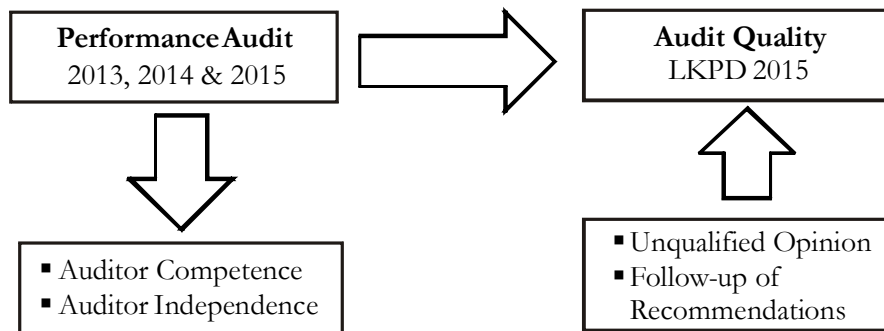 Performance Audit
2013, 2014 & 2015
Audit Quality
LKPD 2015
▪ Auditor Competence
▪ Auditor Independence
▪ Unqualified Opinion
▪ Follow-up of
Recommendations